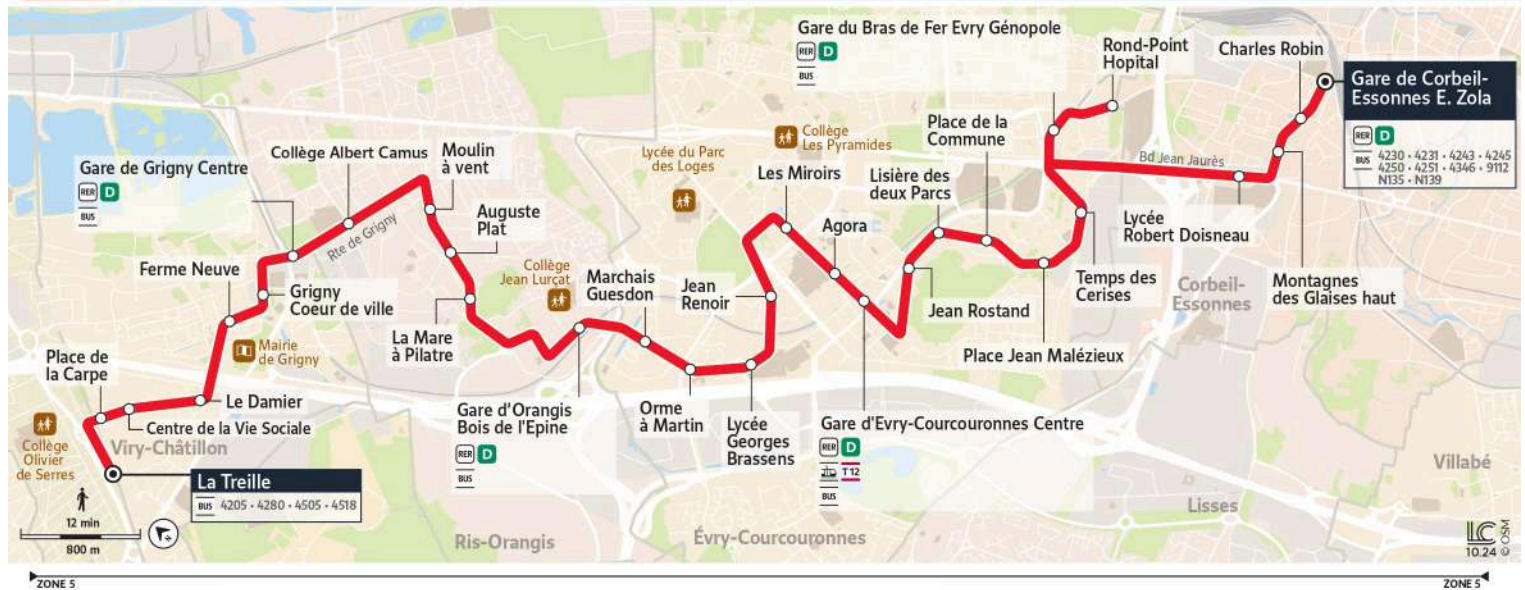 Gare du Bras de Fer Evry Génopole
RER D
BUS
Rond-Point
Hopital
Charles Robin
Gare de Corbeil-
Essonnes E. Zola
RER D
BUS 4230 • 4231 • 4243 • 4245
4250 • 4251 • 4346 • 9112
N135 • N139
Gare de Grigny Centre
RER D
BUS
Collège Albert Camus
Moulin
à vent
Lycée du Parc
des Loges
Collège
Les Pyramides
Les Miroirs
Place de la
Commune
Lisière des
deux Parcs
Bd Jean Jaurès
Rte de Grigny
Auguste
Plat
Agora
Lycée
Robert Doisneau
Ferme Neuve
Grigny
Coeur de ville
Collège
Jean Lurçat
Marchais
Guesdon
Jean
Renoir
Jean Rostand
Temps des
Cerises
Corbeil-
Essonnes
Montagnes
des Glaises haut
La Mare
à Pilatre
Place Jean Malézieux
Mairie
de Grigny
Place de
la Carpe
Le Damier
Centre de la Vie Sociale
Viry-Châtillon
Collège
Olivier
de Serres
Gare d'Orangis
Bois de l'Epine
RER D
BUS
Orme
à Martin
Lycée
Georges
Brassens
Gare d'Evry-Courcouronnes Centre
RER D
T12
BUS
Villabé
La Treille
BUS 4205 • 4280 • 4505 • 4518
Lisses
12 min
800 m
Ris-Orangis
Évry-Courcouronnes
LC
10.24 © OSM
ZONE 5
ZONE 5